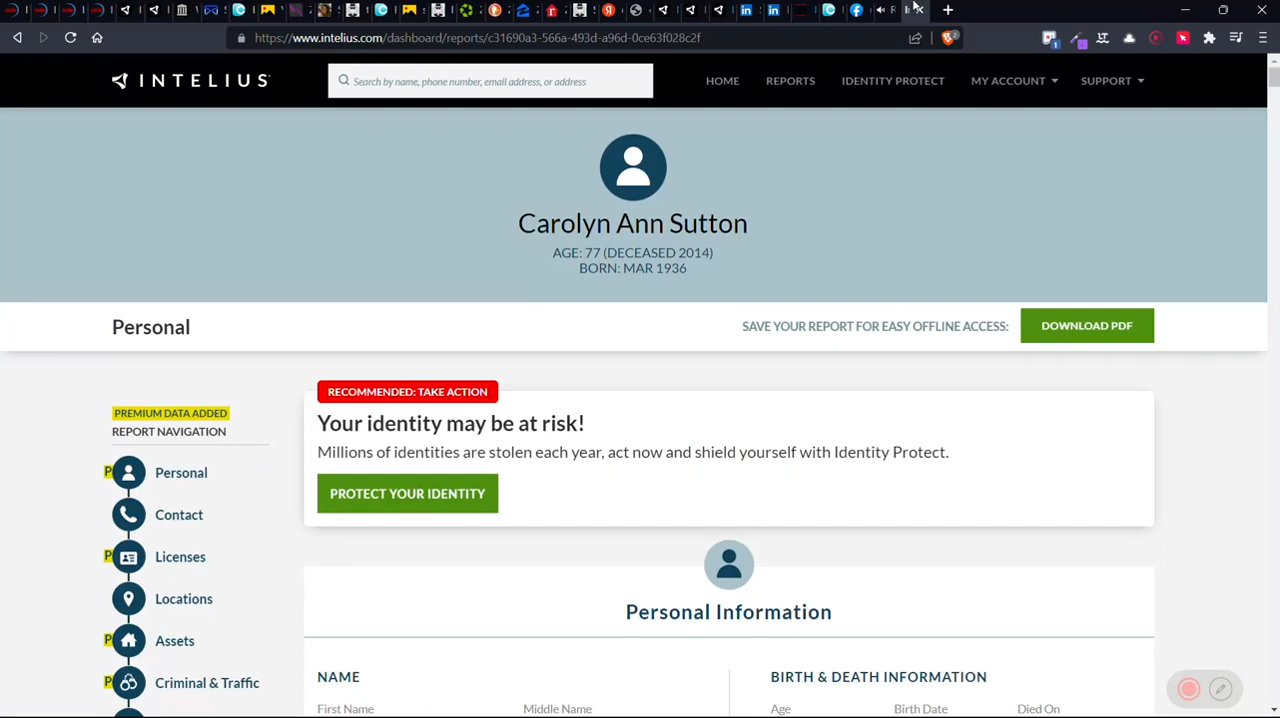 https://www.intelius.com/dashboard/reports/c31690a3-566a-493d-a96d-0ce63f028c2f
INTELIUS
Search by name, phone number, email address, or address
HOME
REPORTS
IDENTITY PROTECT
MY ACCOUNT
SUPPORT
Carolyn Ann Sutton
AGE: 77 (DECEASED 2014)
BORN: MAR 1936
Personal
SAVE YOUR REPORT FOR EASY OFFLINE ACCESS:
DOWNLOAD PDF
RECOMMENDED: TAKE ACTION
Your identity may be at risk!
Millions of identities are stolen each year, act now and shield yourself with Identity Protect.
PROTECT YOUR IDENTITY
PREMIUM DATA ADDED
REPORT NAVIGATION
P Personal
Contact
P Licenses
Locations
P Assets
P Criminal & Traffic
Personal Information
NAME
First Name
Middle Name
BIRTH & DEATH INFORMATION
Age
Birth Date
Died On